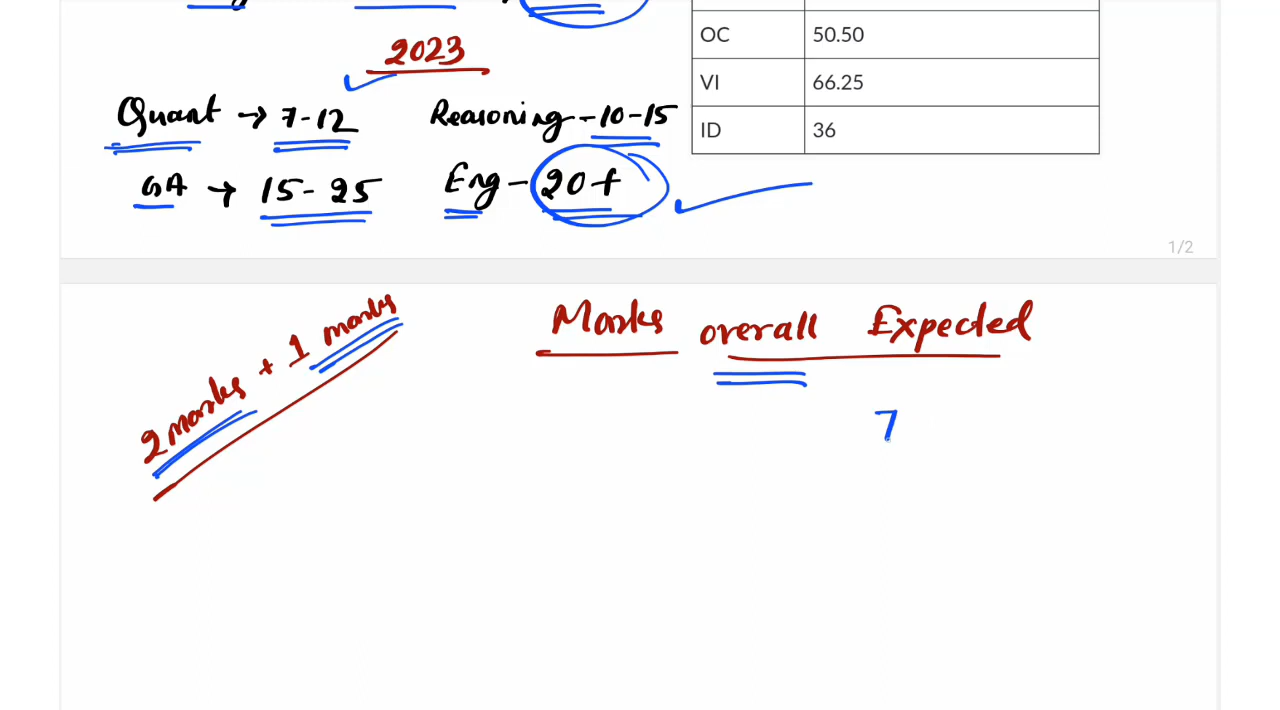 2023
Quant → 7-12 Reasoning - 10-15
GA → 15-25 Eng - 20+
OC 50.50
VI 66.25
ID 36
1/2
2 marks + 1 marks
Marks overall Expected
7